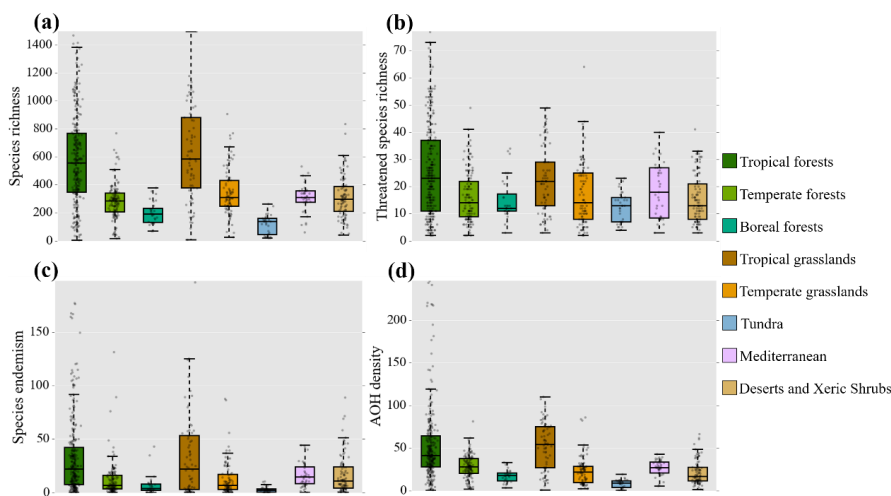 (a)
Species richness
1400
1200
1000
800
600
400
200
0
(b)
Threatened species richness
70
60
50
40
30
20
10
0
(c)
Species endemism
150
100
50
0
(d)
AOH density
200
150
100
50
0
Tropical forests
Temperate forests
Boreal forests
Tropical grasslands
Temperate grasslands
Tundra
Mediterranean
Deserts and Xeric Shrubs